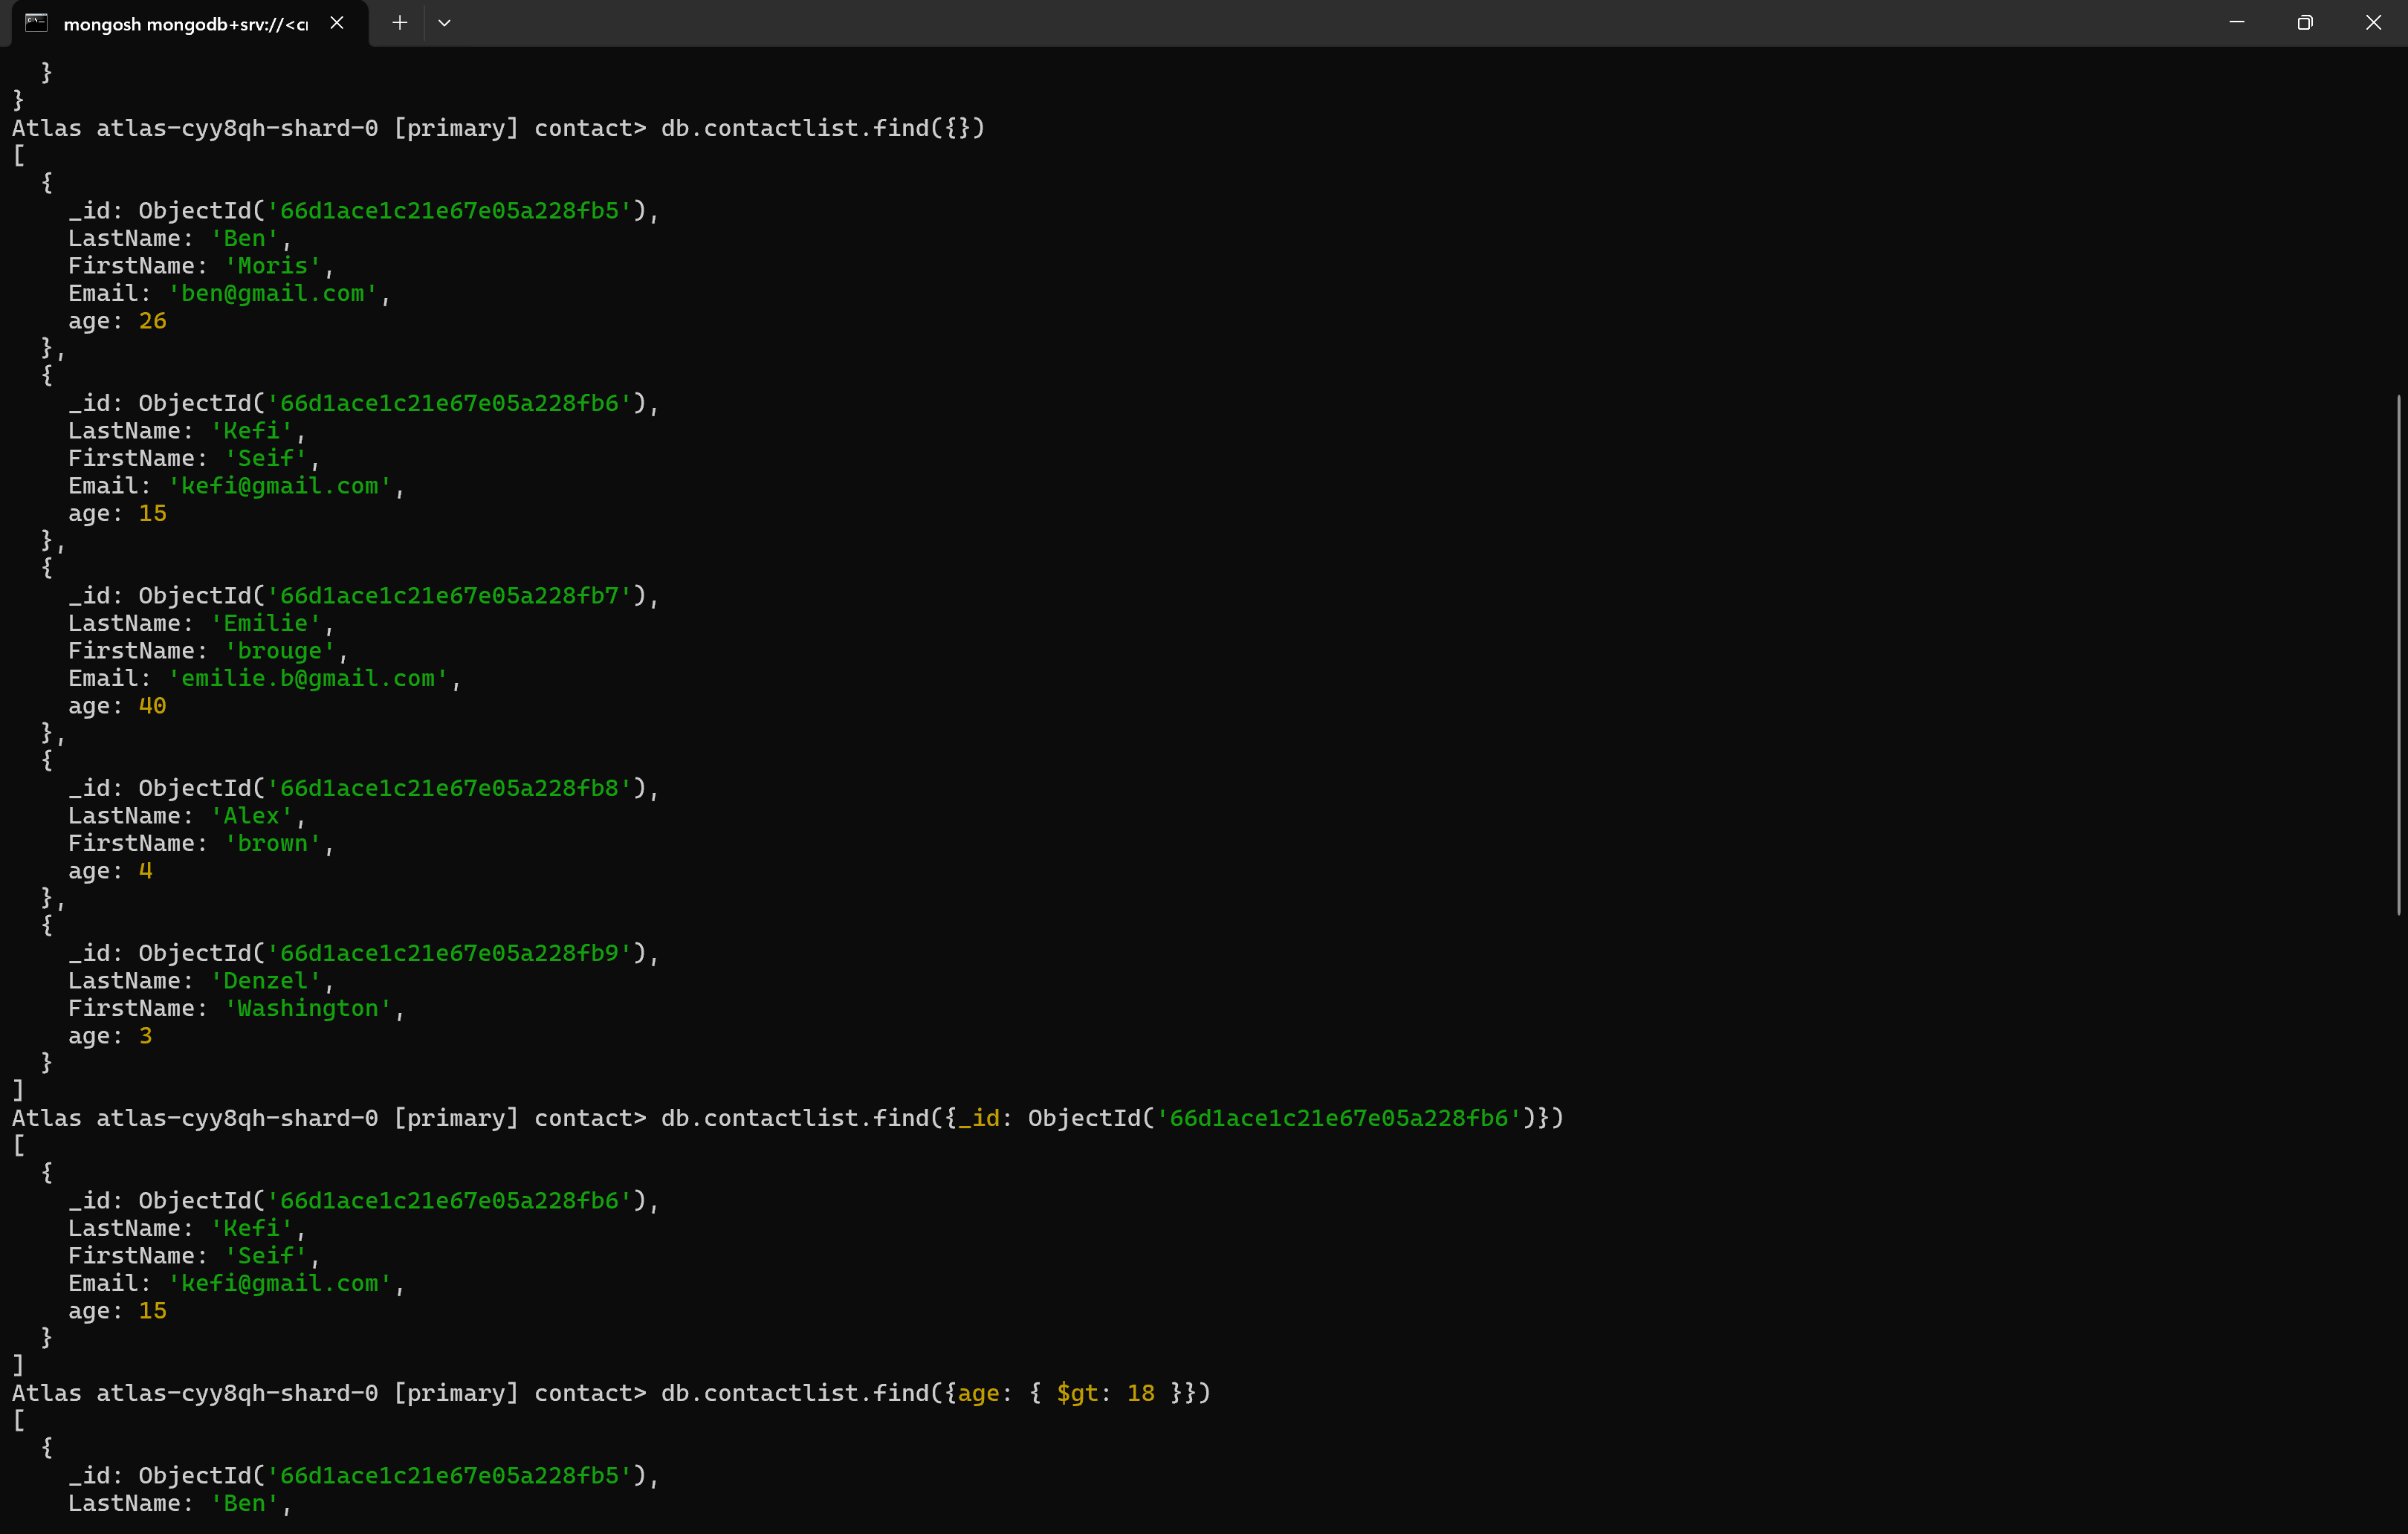 mongosh mongodb+srv://<c
  }
}
Atlas atlas-cyy8qh-shard-0 [primary] contact> db.contactlist.find({})
[
  {
    _id: ObjectId('66d1ace1c21e67e05a228fb5'),
    LastName: 'Ben',
    FirstName: 'Moris',
    Email: 'ben@gmail.com',
    age: 26
  },
  {
    _id: ObjectId('66d1ace1c21e67e05a228fb6'),
    LastName: 'Kefi',
    FirstName: 'Seif',
    Email: 'kefi@gmail.com',
    age: 15
  },
  {
    _id: ObjectId('66d1ace1c21e67e05a228fb7'),
    LastName: 'Emilie',
    FirstName: 'brouge',
    Email: 'emilie.b@gmail.com',
    age: 40
  },
  {
    _id: ObjectId('66d1ace1c21e67e05a228fb8'),
    LastName: 'Alex',
    FirstName: 'brown',
    age: 4
  },
  {
    _id: ObjectId('66d1ace1c21e67e05a228fb9'),
    LastName: 'Denzel',
    FirstName: 'Washington',
    age: 3
  }
]
Atlas atlas-cyy8qh-shard-0 [primary] contact> db.contactlist.find({_id: ObjectId('66d1ace1c21e67e05a228fb6')})
[
  {
    _id: ObjectId('66d1ace1c21e67e05a228fb6'),
    LastName: 'Kefi',
    FirstName: 'Seif',
    Email: 'kefi@gmail.com',
    age: 15
  }
]
Atlas atlas-cyy8qh-shard-0 [primary] contact> db.contactlist.find({age: { $gt: 18 }})
[
  {
    _id: ObjectId('66d1ace1c21e67e05a228fb5'),
    LastName: 'Ben',